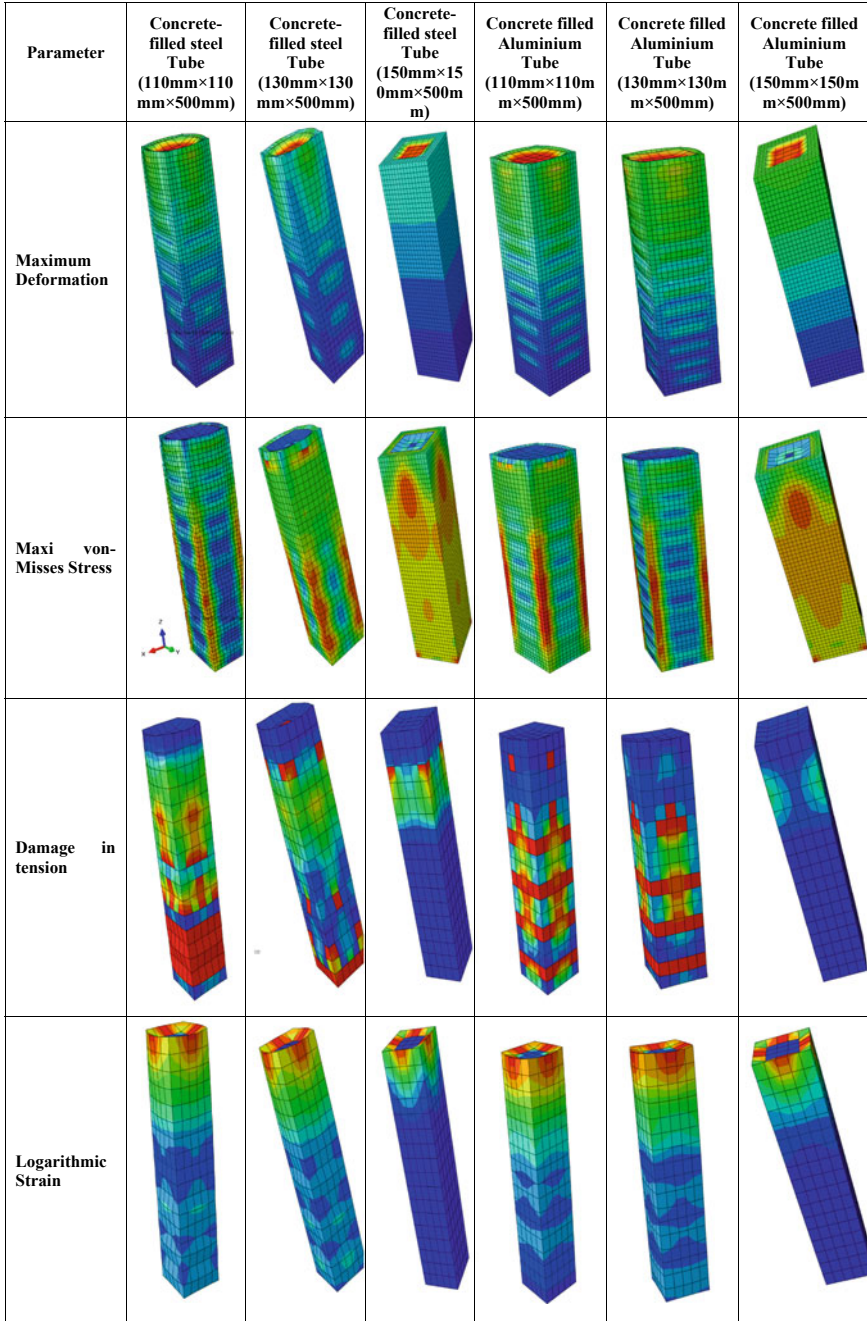 Parameter
Concrete-
filled steel
Tube
(110mm×110
mm×500mm)
Concrete-
filled steel
Tube
(130mm×130
mm×500mm)
Concrete-
filled steel
Tube
(150mm×15
0mm×500m
m)
Concrete filled
Aluminium
Tube
(110mm×110m
m×500mm)
Concrete filled
Aluminium
Tube
(130mm×130m
m×500mm)
Concrete filled
Aluminium
Tube
(150mm×150m
m×500mm)
Maximum
Deformation
Maxi von-
Misses Stress
Z
X
Y
Damage in
tension
Logarithmic
Strain